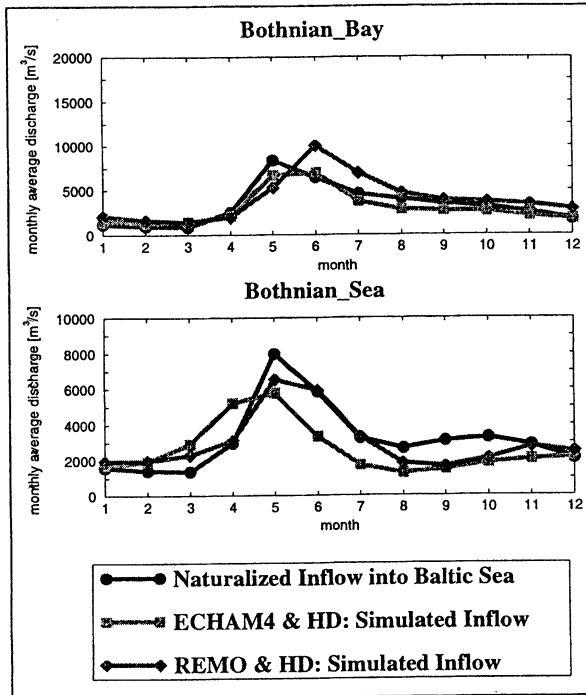 Bothnian_Bay
monthly average discharge [m³/s]
20000
15000
10000
5000
0
1 2 3 4 5 6 7 8 9 10 11 12
month
Bothnian_Sea
monthly average discharge [m³/s]
10000
8000
6000
4000
2000
0
1 2 3 4 5 6 7 8 9 10 11 12
month
Naturalized Inflow into Baltic Sea
ECHAM4 & HD: Simulated Inflow
REMO & HD: Simulated Inflow